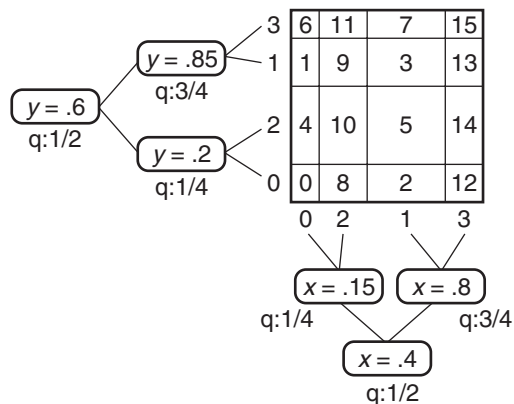 3 6 11 7 15
y = .85
1 1 9 3 13
q:3/4
y = .6
q:1/2
2 4 10 5 14
y = .2
q:1/4
0 0 8 2 12
0 2 1 3
x = .15 x = .8
q:1/4 q:3/4
x = .4
q:1/2